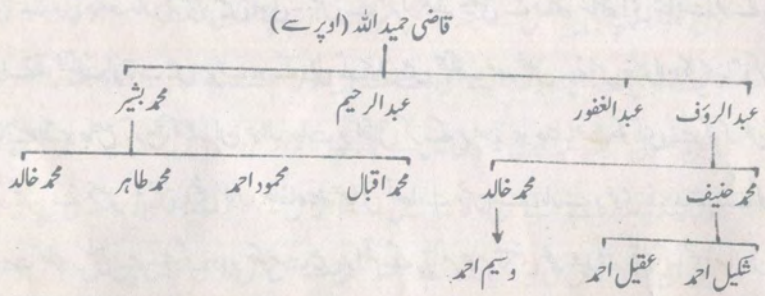 قاضی حمید اللہ (اوپر سے)
عبدالرؤف عبدالغفور عبدالرحیم محمد بشیر
محمد حنیف محمد خالد محمد اقبال محمود احمد محمد طاہر محمد خالد
شکیل احمد عقیل احمد وسیم احمد